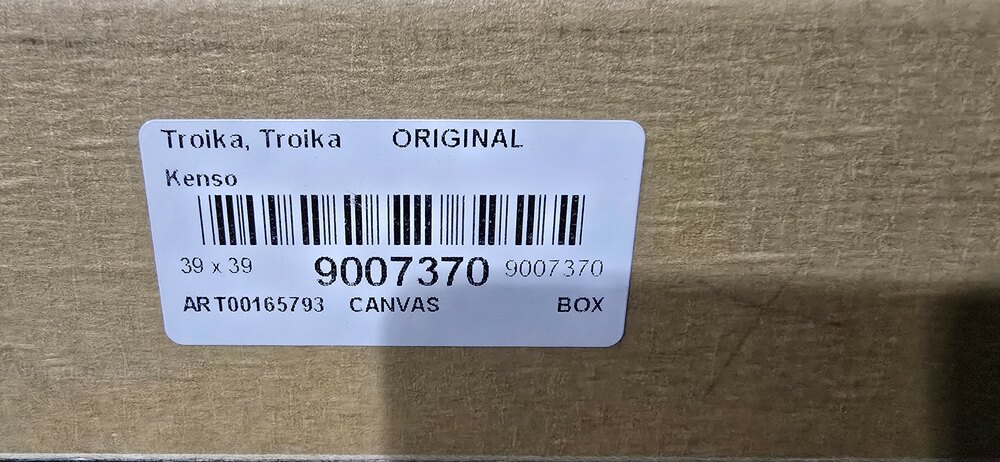 Troika, Troika ORIGINAL
Kenso
39 x 39 9007370 9007370
ART00165793 CANVAS BOX